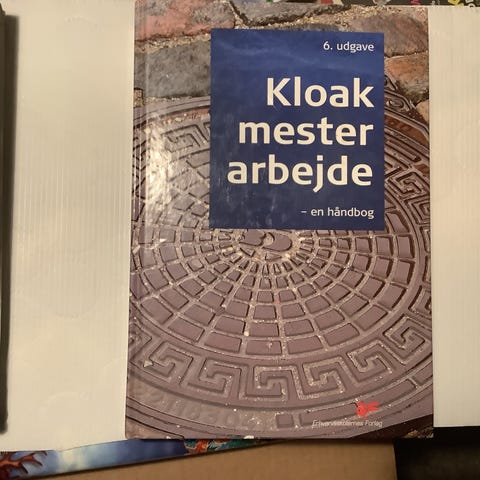 6. udgave
Kloak
mester
arbejde
– en håndbog
Erhvervsskolernes Forlag